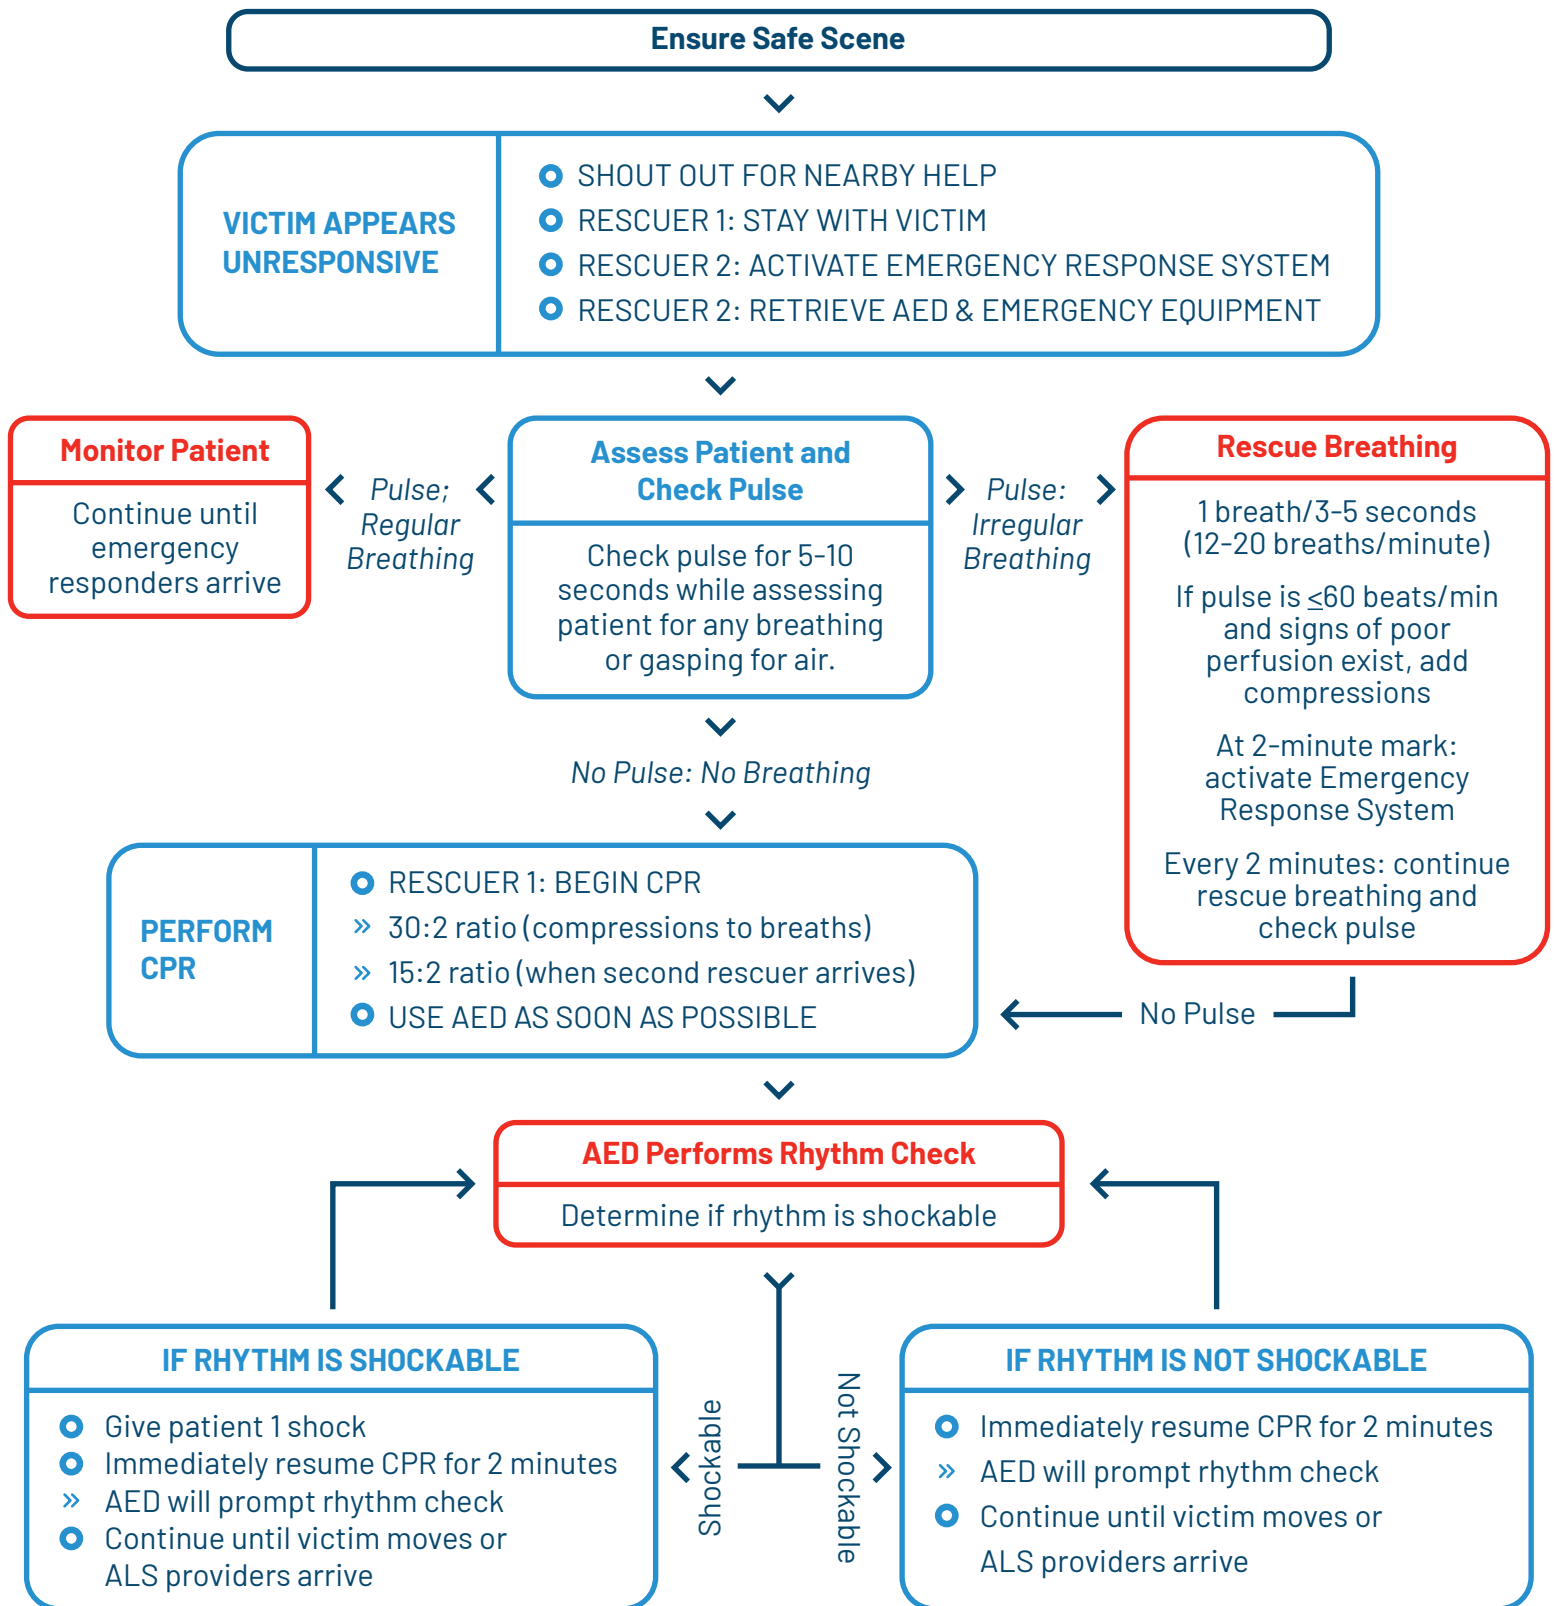 Ensure Safe Scene
VICTIM APPEARS
UNRESPONSIVE
SHOUT OUT FOR NEARBY HELP
RESCUER 1: STAY WITH VICTIM
RESCUER 2: ACTIVATE EMERGENCY RESPONSE SYSTEM
RESCUER 2: RETRIEVE AED & EMERGENCY EQUIPMENT
Monitor Patient
Continue until
emergency
responders arrive
Pulse;
Regular
Breathing
Assess Patient and
Check Pulse
Check pulse for 5-10
seconds while assessing
patient for any breathing
or gasping for air.
Pulse:
Irregular
Breathing
Rescue Breathing
1 breath/3-5 seconds
(12-20 breaths/minute)
If pulse is ≤60 beats/min
and signs of poor
perfusion exist, add
compressions
At 2-minute mark:
activate Emergency
Response System
Every 2 minutes: continue
rescue breathing and
check pulse
No Pulse: No Breathing
PERFORM
CPR
RESCUER 1: BEGIN CPR
» 30:2 ratio (compressions to breaths)
» 15:2 ratio (when second rescuer arrives)
USE AED AS SOON AS POSSIBLE
No Pulse
AED Performs Rhythm Check
Determine if rhythm is shockable
IF RHYTHM IS SHOCKABLE
Give patient 1 shock
Immediately resume CPR for 2 minutes
» AED will prompt rhythm check
Continue until victim moves or
ALS providers arrive
Shockable
Not Shockable
IF RHYTHM IS NOT SHOCKABLE
Immediately resume CPR for 2 minutes
» AED will prompt rhythm check
Continue until victim moves or
ALS providers arrive